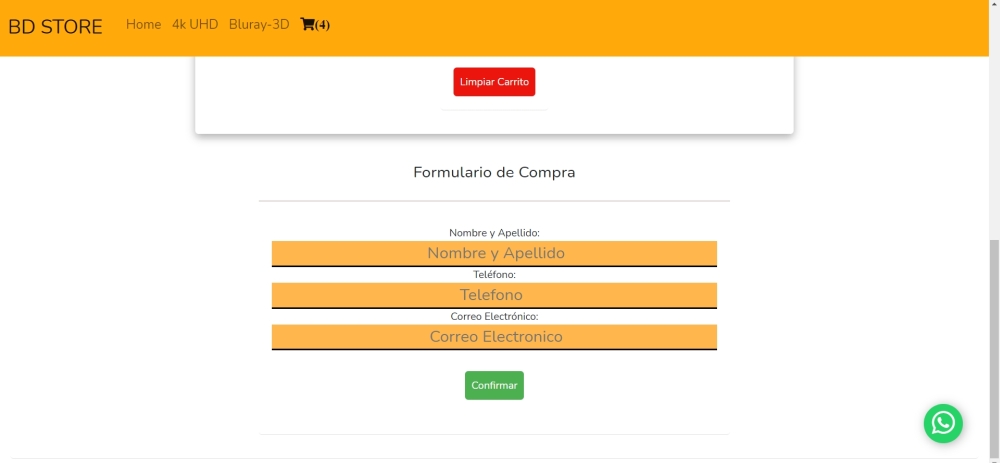 BD STORE Home 4k UHD Bluray-3D (4)
Limpiar Carrito
Formulario de Compra
Nombre y Apellido:
Nombre y Apellido
Teléfono:
Telefono
Correo Electrónico:
Correo Electronico
Confirmar